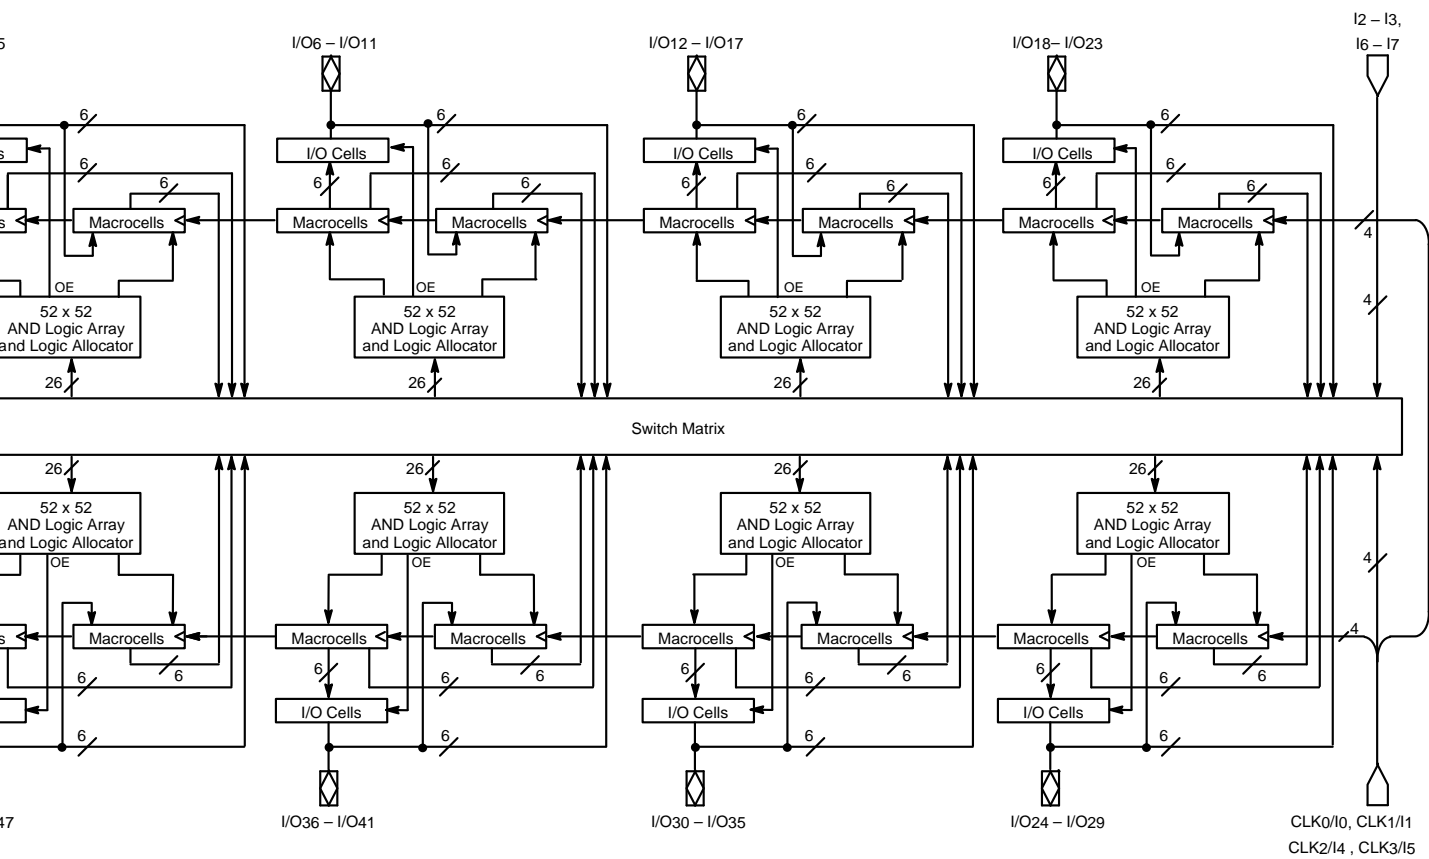 I2 – I3,
5 I/O6 – I/O11 I/O12 – I/O17 I/O18– I/O23 I6 – I7
6 6 6 6
s I/O Cells I/O Cells I/O Cells
6 6 6 6
6 6 6 6 6 6 6
s Macrocells Macrocells Macrocells Macrocells Macrocells Macrocells Macrocells
4
OE OE OE OE
52 x 52 52 x 52 52 x 52 52 x 52 4
AND Logic Array AND Logic Array AND Logic Array AND Logic Array
and Logic Allocator and Logic Allocator and Logic Allocator and Logic Allocator
26 26 26 26
Switch Matrix
26 26 26 26
52 x 52 52 x 52 52 x 52 52 x 52
AND Logic Array AND Logic Array AND Logic Array AND Logic Array
and Logic Allocator and Logic Allocator and Logic Allocator and Logic Allocator
OE OE OE OE 4
4
s Macrocells Macrocells Macrocells Macrocells Macrocells Macrocells Macrocells
6 6 6 6 6 6 6
6 6 6 6
I/O Cells I/O Cells I/O Cells
6 6 6 6
47 I/O36 – I/O41 I/O30 – I/O35 I/O24 – I/O29 CLK0/I0, CLK1/I1
CLK2/I4 , CLK3/I5